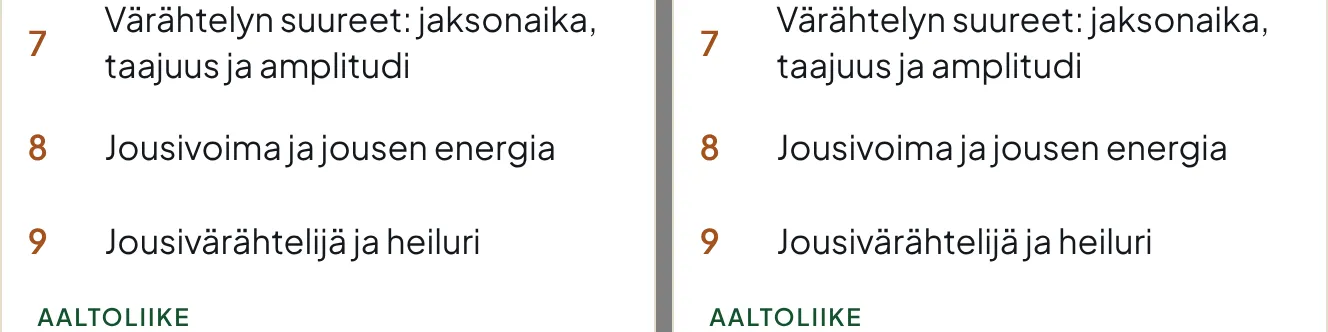 7 Värähtelyn suureet: jaksonaika,
taajuus ja amplitudi
8 Jousivoima ja jousen energia
9 Jousivärähtelijä ja heiluri
AALTOLIIKE
7 Värähtelyn suureet: jaksonaika,
taajuus ja amplitudi
8 Jousivoima ja jousen energia
9 Jousivärähtelijä ja heiluri
AALTOLIIKE